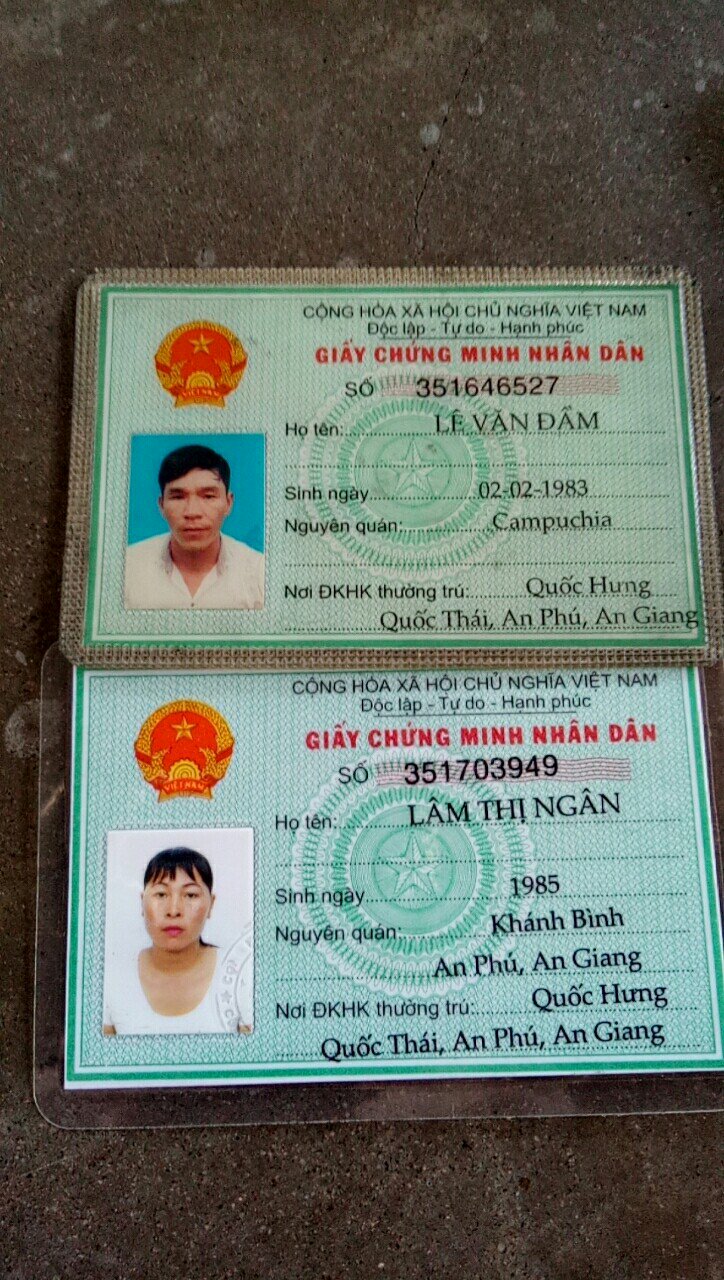 CỘNG HÒA XÃ HỘI CHỦ NGHĨA VIỆT NAM
Độc lập - Tự do - Hạnh phúc
GIẤY CHỨNG MINH NHÂN DÂN
SỐ 351646527
VIỆT NAM
Họ tên: LÊ VĂN ĐẦM
Sinh ngày 02-02-1983
Nguyên quán: Campuchia
Nơi ĐKHK thường trú: Quốc Hưng
Quốc Thái, An Phú, An Giang
CỘNG HÒA XÃ HỘI CHỦ NGHĨA VIỆT NAM
Độc lập - Tự do - Hạnh phúc
GIẤY CHỨNG MINH NHÂN DÂN
SỐ 351703949
VIỆT NAM
Họ tên: LÂM THỊ NGÂN
Sinh ngày 1985
Nguyên quán: Khánh Bình
An Phú, An Giang
Nơi ĐKHK thường trú: Quốc Hưng
Quốc Thái, An Phú, An Giang